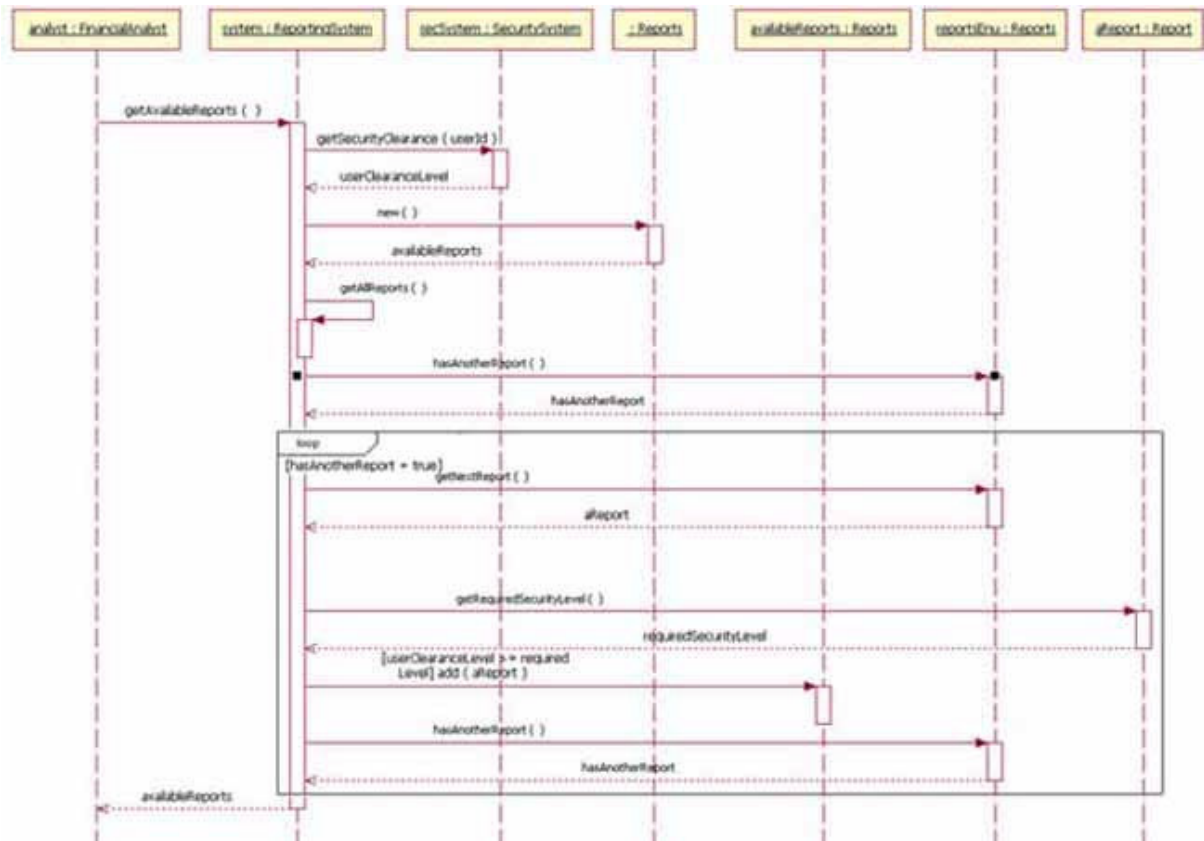 analyst : FinancialAnalyst
system : ReportingSystem
secSystem : SecuritySystem
: Reports
availableReports : Reports
reportsEnu : Reports
aReport : Report
getAvailableReports ( )
getSecurityClearance ( userId )
userClearanceLevel
new ( )
availableReports
getAllReports ( )
hasAnotherReport ( )
hasAnotherReport
loop
[hasAnotherReport = true]
getNextReport ( )
aReport
getRequiredSecurityLevel ( )
requiredSecurityLevel
[userClearanceLevel >= required
Level] add ( aReport )
hasAnotherReport ( )
hasAnotherReport
availableReports